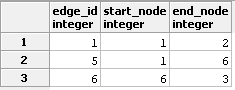 edge_id start_node end_node
integer integer integer
1 1 1 2
2 5 1 6
3 6 6 3